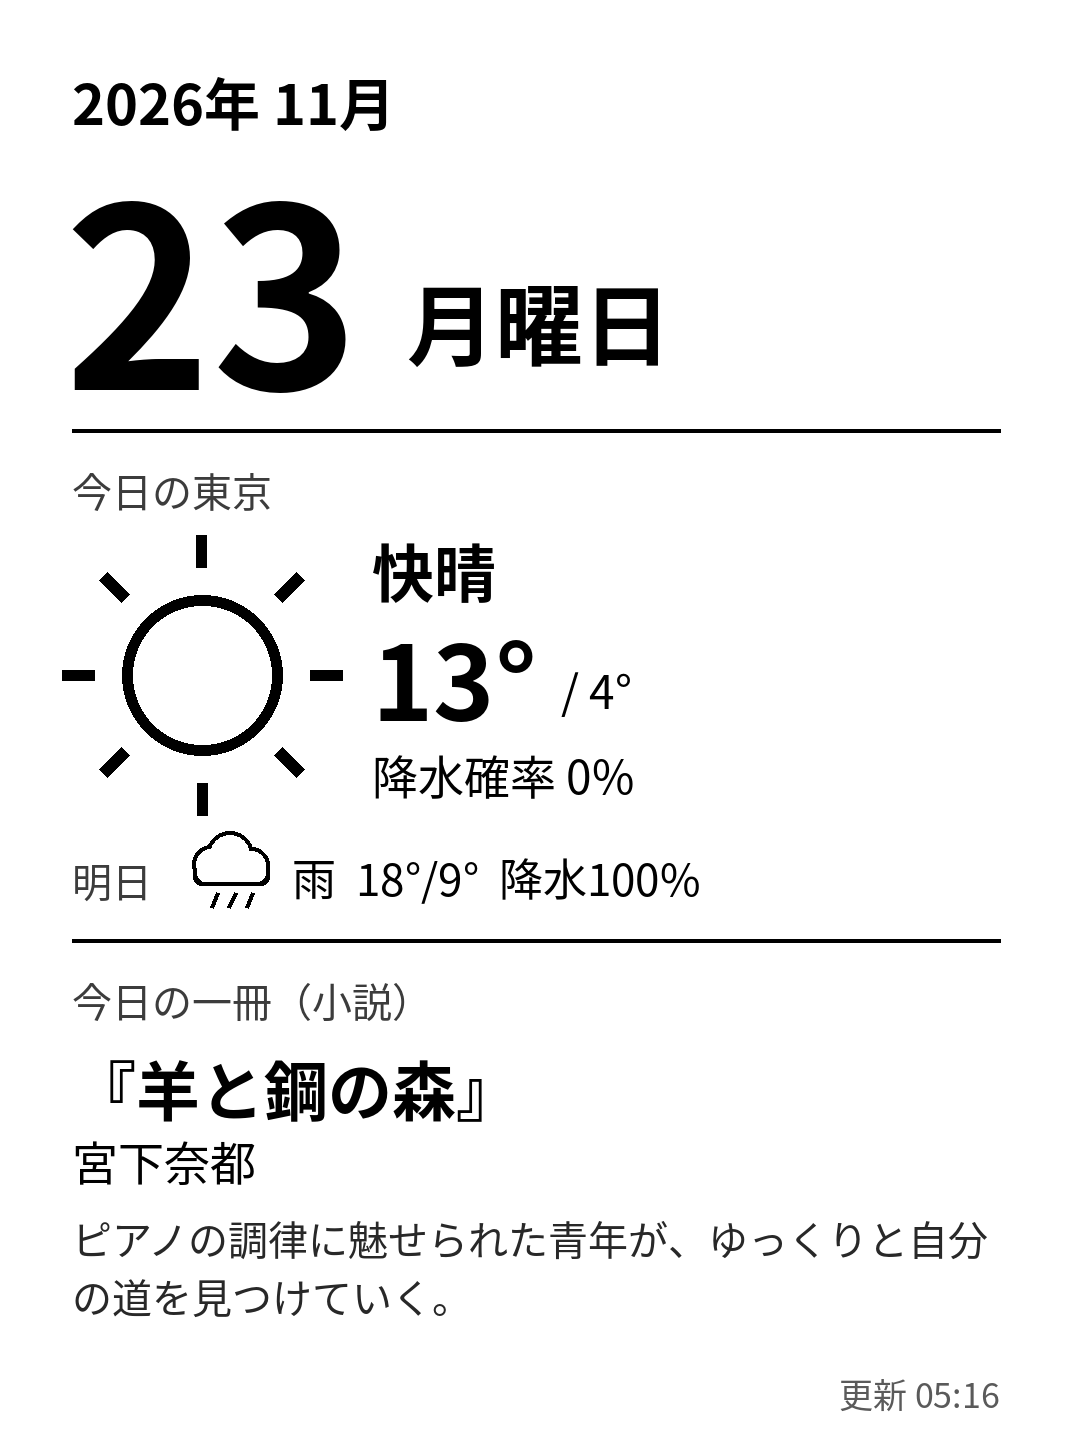 2026年 11月
23 月曜日
今日の東京
快晴
13° / 4°
降水確率 0%
明日 雨 18°/9° 降水100%
今日の一冊（小説）
『羊と鋼の森』
宮下奈都
ピアノの調律に魅せられた青年が、ゆっくりと自分
の道を見つけていく。
更新 05:16